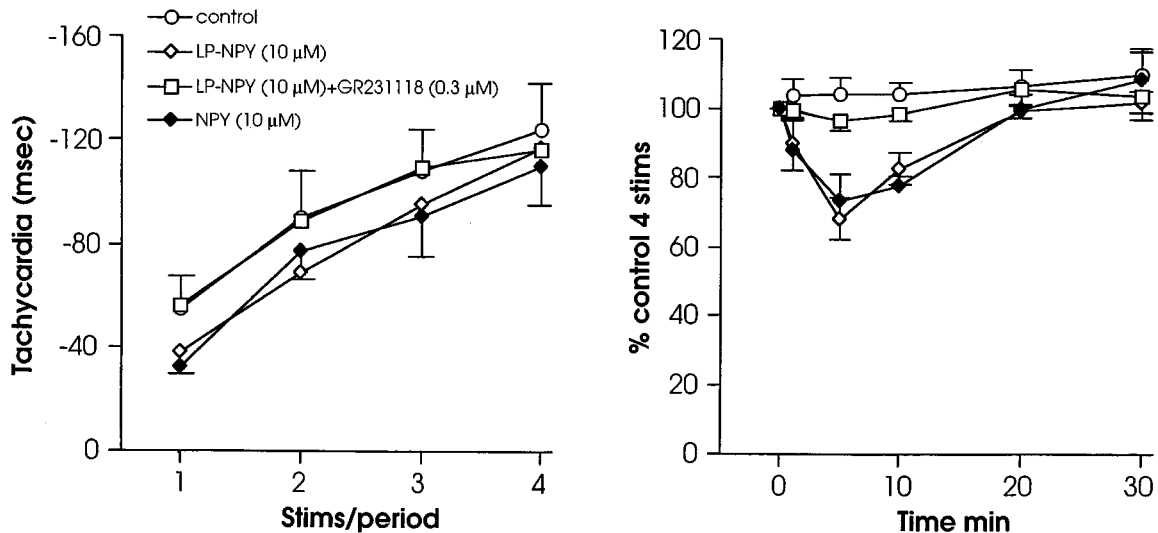 control
LP-NPY (10 µM)
LP-NPY (10 µM)+GR231118 (0.3 µM)
NPY (10 µM)
Tachycardia (msec)
-160
-120
-80
-40
0
1 2 3 4
Stims/period
% control 4 stims
120
100
80
60
40
20
0
0 10 20 30
Time min